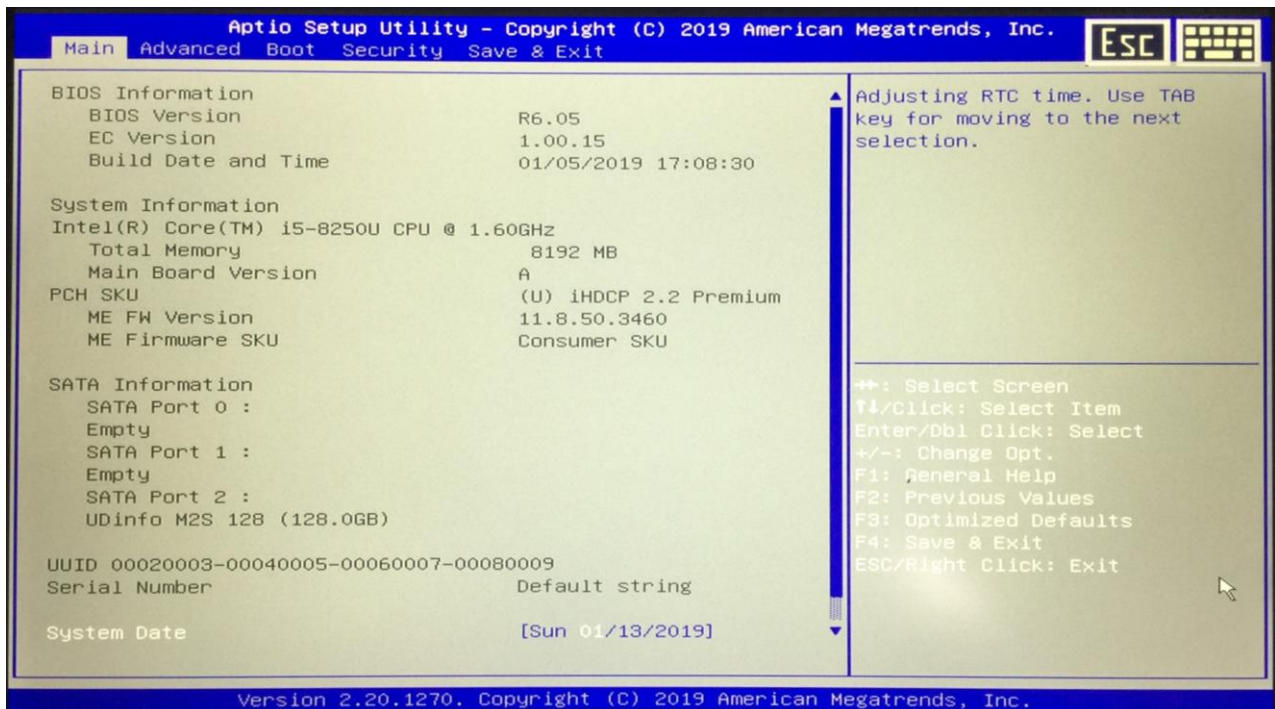 Aptio Setup Utility - Copyright (C) 2019 American Megatrends, Inc.
Main Advanced Boot Security Save & Exit
Esc
BIOS Information
BIOS Version R6.05
EC Version 1.00.15
Build Date and Time 01/05/2019 17:08:30
System Information
Intel(R) Core(TM) i5-8250U CPU @ 1.60GHz
Total Memory 8192 MB
Main Board Version A
PCH SKU (U) iHDCP 2.2 Premium
ME FW Version 11.8.50.3460
ME Firmware SKU Consumer SKU
SATA Information
SATA Port 0 :
Empty
SATA Port 1 :
Empty
SATA Port 2 :
UDinfo M2S 128 (128.0GB)
UUID 00020003-00040005-00060007-00080009
Serial Number Default string
System Date [Sun 01/13/2019]
Adjusting RTC time. Use TAB
key for moving to the next
selection.
→←: Select Screen
↑↓/Click: Select Item
Enter/Dbl Click: Select
+/-: Change Opt.
F1: General Help
F2: Previous Values
F3: Optimized Defaults
F4: Save & Exit
ESC/Right Click: Exit
Version 2.20.1270. Copyright (C) 2019 American Megatrends, Inc.